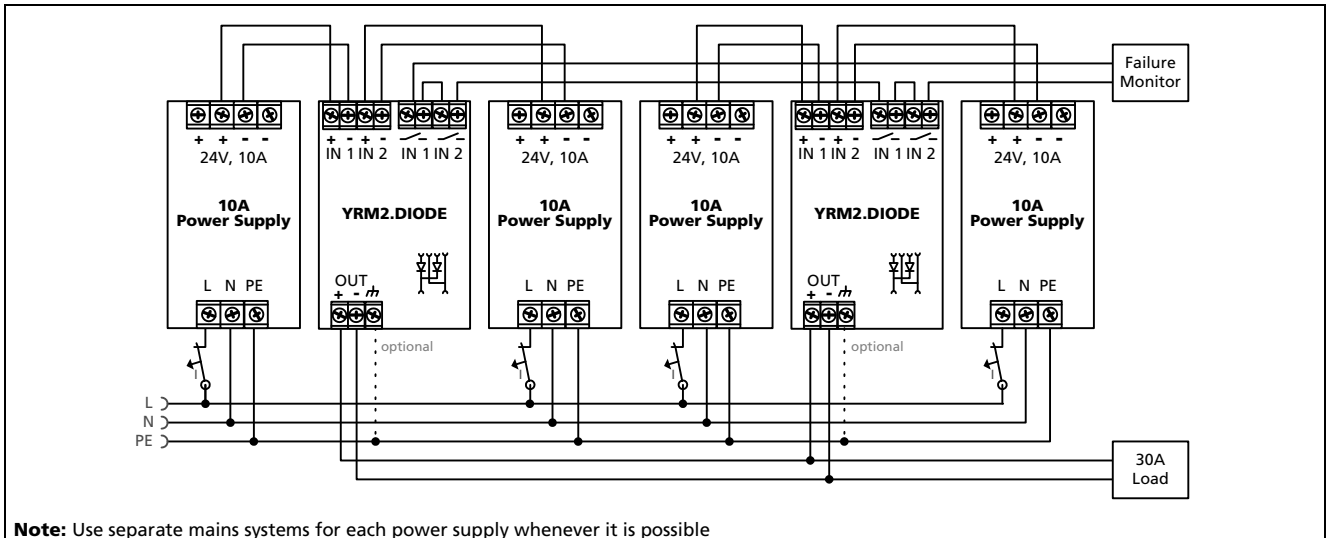 Failure
Monitor
+ + - -
24V, 10A
10A
Power Supply
L N PE
+ - + -
IN 1 IN 2 IN 1 IN 2
YRM2.DIODE
OUT
+ -
optional
+ + - -
24V, 10A
10A
Power Supply
L N PE
+ + - -
24V, 10A
10A
Power Supply
L N PE
+ - + -
IN 1 IN 2 IN 1 IN 2
YRM2.DIODE
OUT
+ -
optional
+ + - -
24V, 10A
10A
Power Supply
L N PE
I
I
I
I
L
N
PE
30A
Load
Note: Use separate mains systems for each power supply whenever it is possible